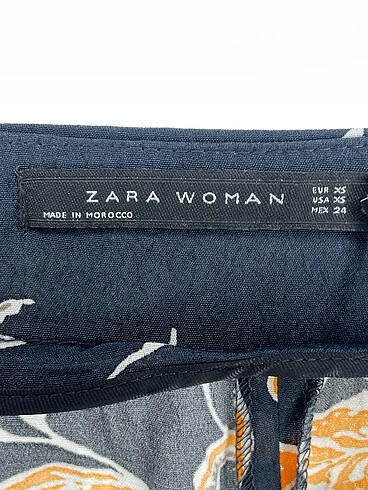 ZARA WOMAN
MADE IN MOROCCO
EUR XS
USA XS
MEX 24